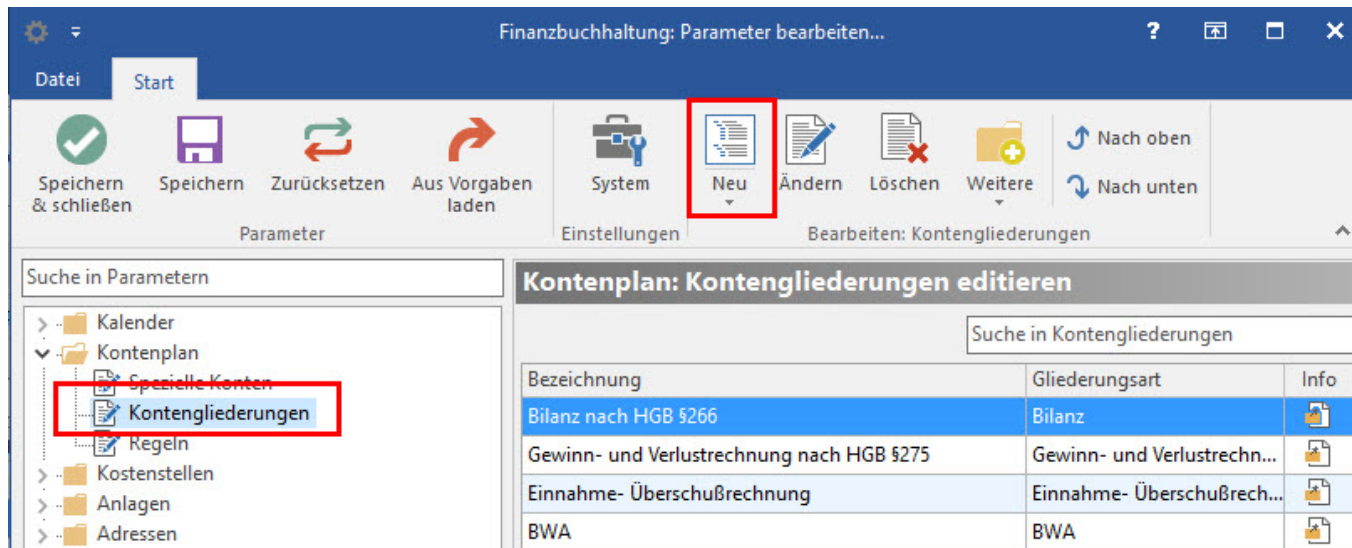 Finanzbuchhaltung: Parameter bearbeiten...
?
Datei Start
Speichern & schließen
Speichern
Zurücksetzen
Aus Vorgaben laden
System
Neu
Ändern
Löschen
Weitere
Nach oben
Nach unten
Parameter
Einstellungen
Bearbeiten: Kontengliederungen
Suche in Parametern
Kalender
Kontenplan
Spezielle Konten
Kontengliederungen
Regeln
Kostenstellen
Anlagen
Adressen
Kontenplan: Kontengliederungen editieren
Suche in Kontengliederungen
Bezeichnung Gliederungsart Info
Bilanz nach HGB §266 Bilanz
Gewinn- und Verlustrechnung nach HGB §275 Gewinn- und Verlustrechn...
Einnahme- Überschußrechnung Einnahme- Überschußrech...
BWA BWA